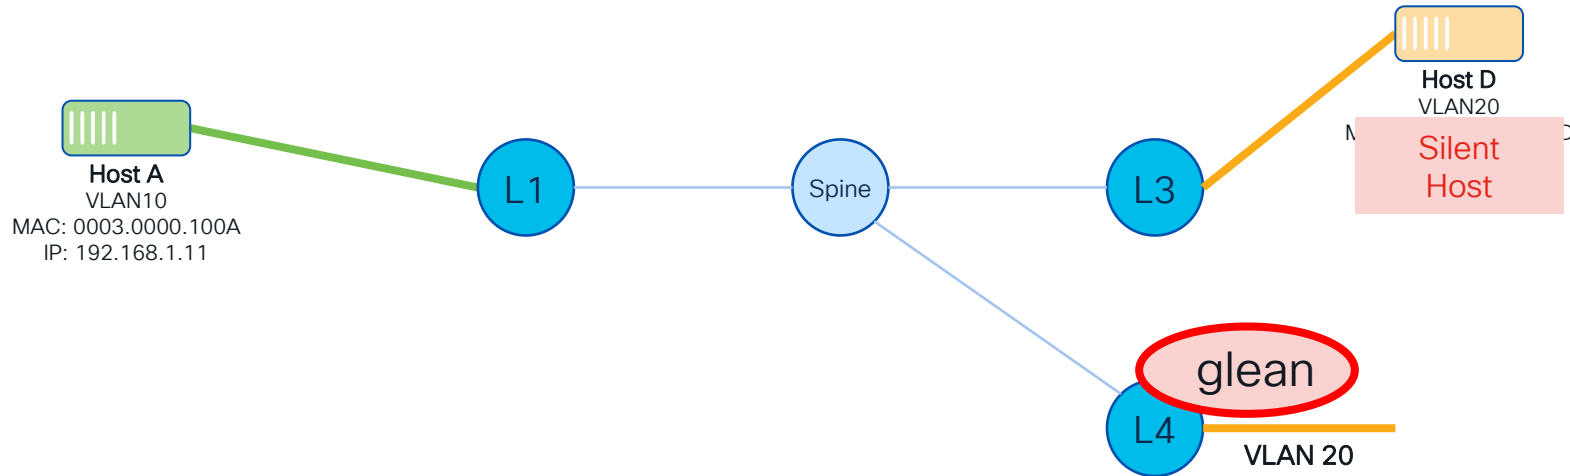 Host A
VLAN10
MAC: 0003.0000.100A
IP: 192.168.1.11
L1
Spine
L3
Host D
VLAN20
Silent
Host
glean
L4
VLAN 20